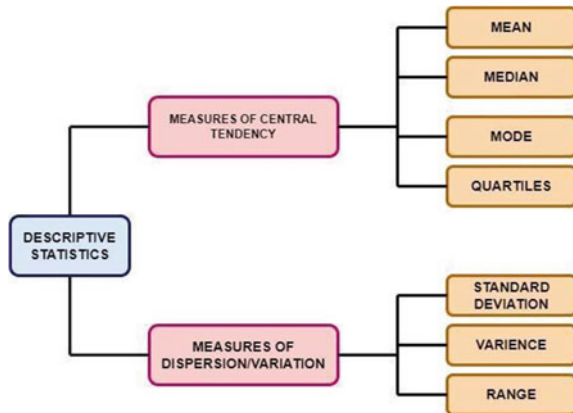 DESCRIPTIVE
STATISTICS
MEASURES OF CENTRAL
TENDENCY
MEAN
MEDIAN
MODE
QUARTILES
MEASURES OF
DISPERSION/VARIATION
STANDARD
DEVIATION
VARIENCE
RANGE